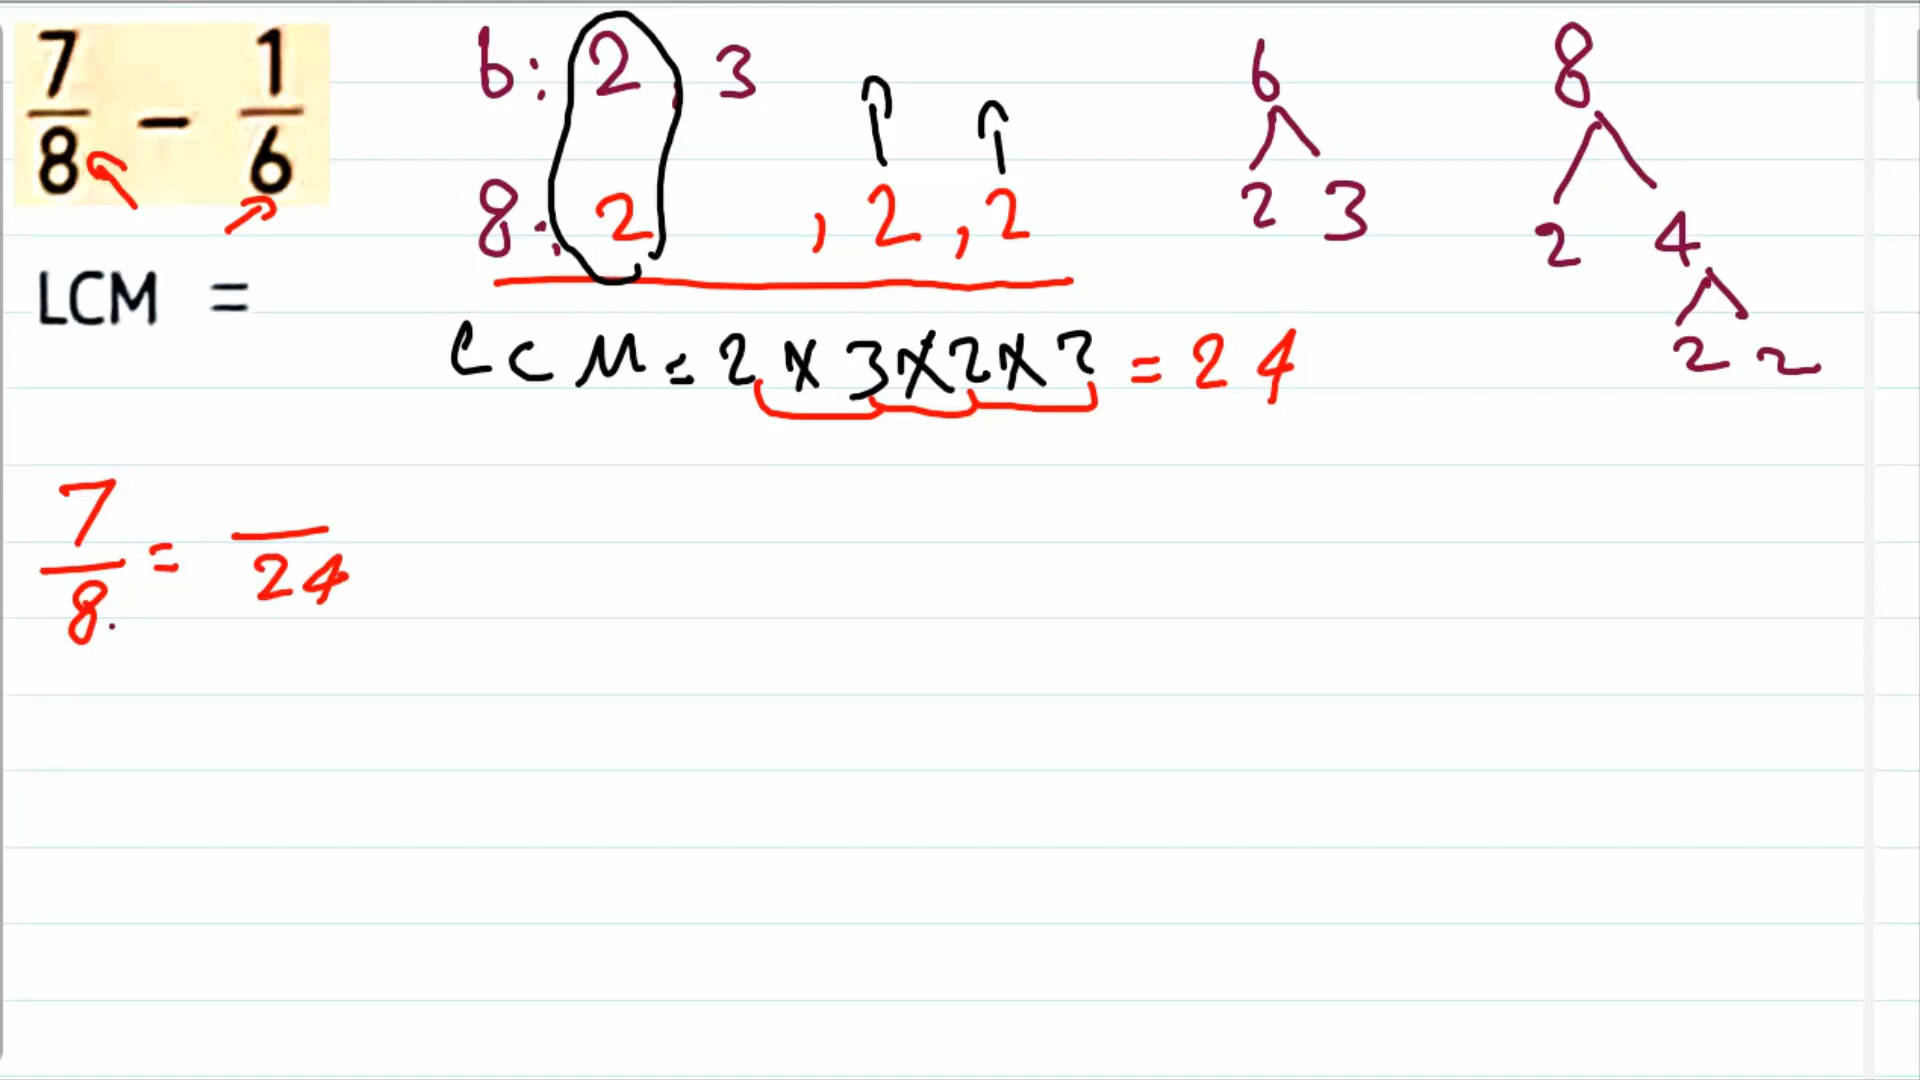 7/8 − 1/6
LCM =
6: 2, 3
8: 2, 2, 2
LCM = 2 × 3 × 2 × 2 = 24
6
2 3
8
2 4
2 2
7/8 = /24